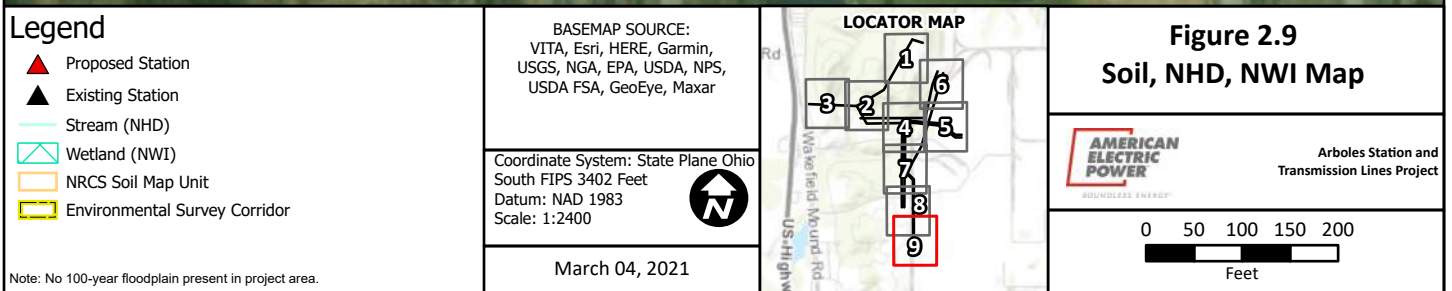 Legend
Proposed Station
Existing Station
Stream (NHD)
Wetland (NWI)
NRCS Soil Map Unit
Environmental Survey Corridor
Note: No 100-year floodplain present in project area.
BASEMAP SOURCE:
VITA, Esri, HERE, Garmin,
USGS, NGA, EPA, USDA, NPS,
USDA FSA, GeoEye, Maxar
Coordinate System: State Plane Ohio
South FIPS 3402 Feet
Datum: NAD 1983
Scale: 1:2400
N
March 04, 2021
LOCATOR MAP
Rd
1
6
3
2
4
5
7
8
9
Wakefield-Mound-Rd
US-Highw
Figure 2.9
Soil, NHD, NWI Map
AMERICAN
ELECTRIC
POWER
BOUNDLESS ENERGY
Arboles Station and
Transmission Lines Project
0 50 100 150 200
Feet